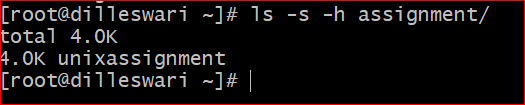 [root@dilleswari ~]# ls -s -h assignment/
total 4.0K
4.0K unixassignment
[root@dilleswari ~]#